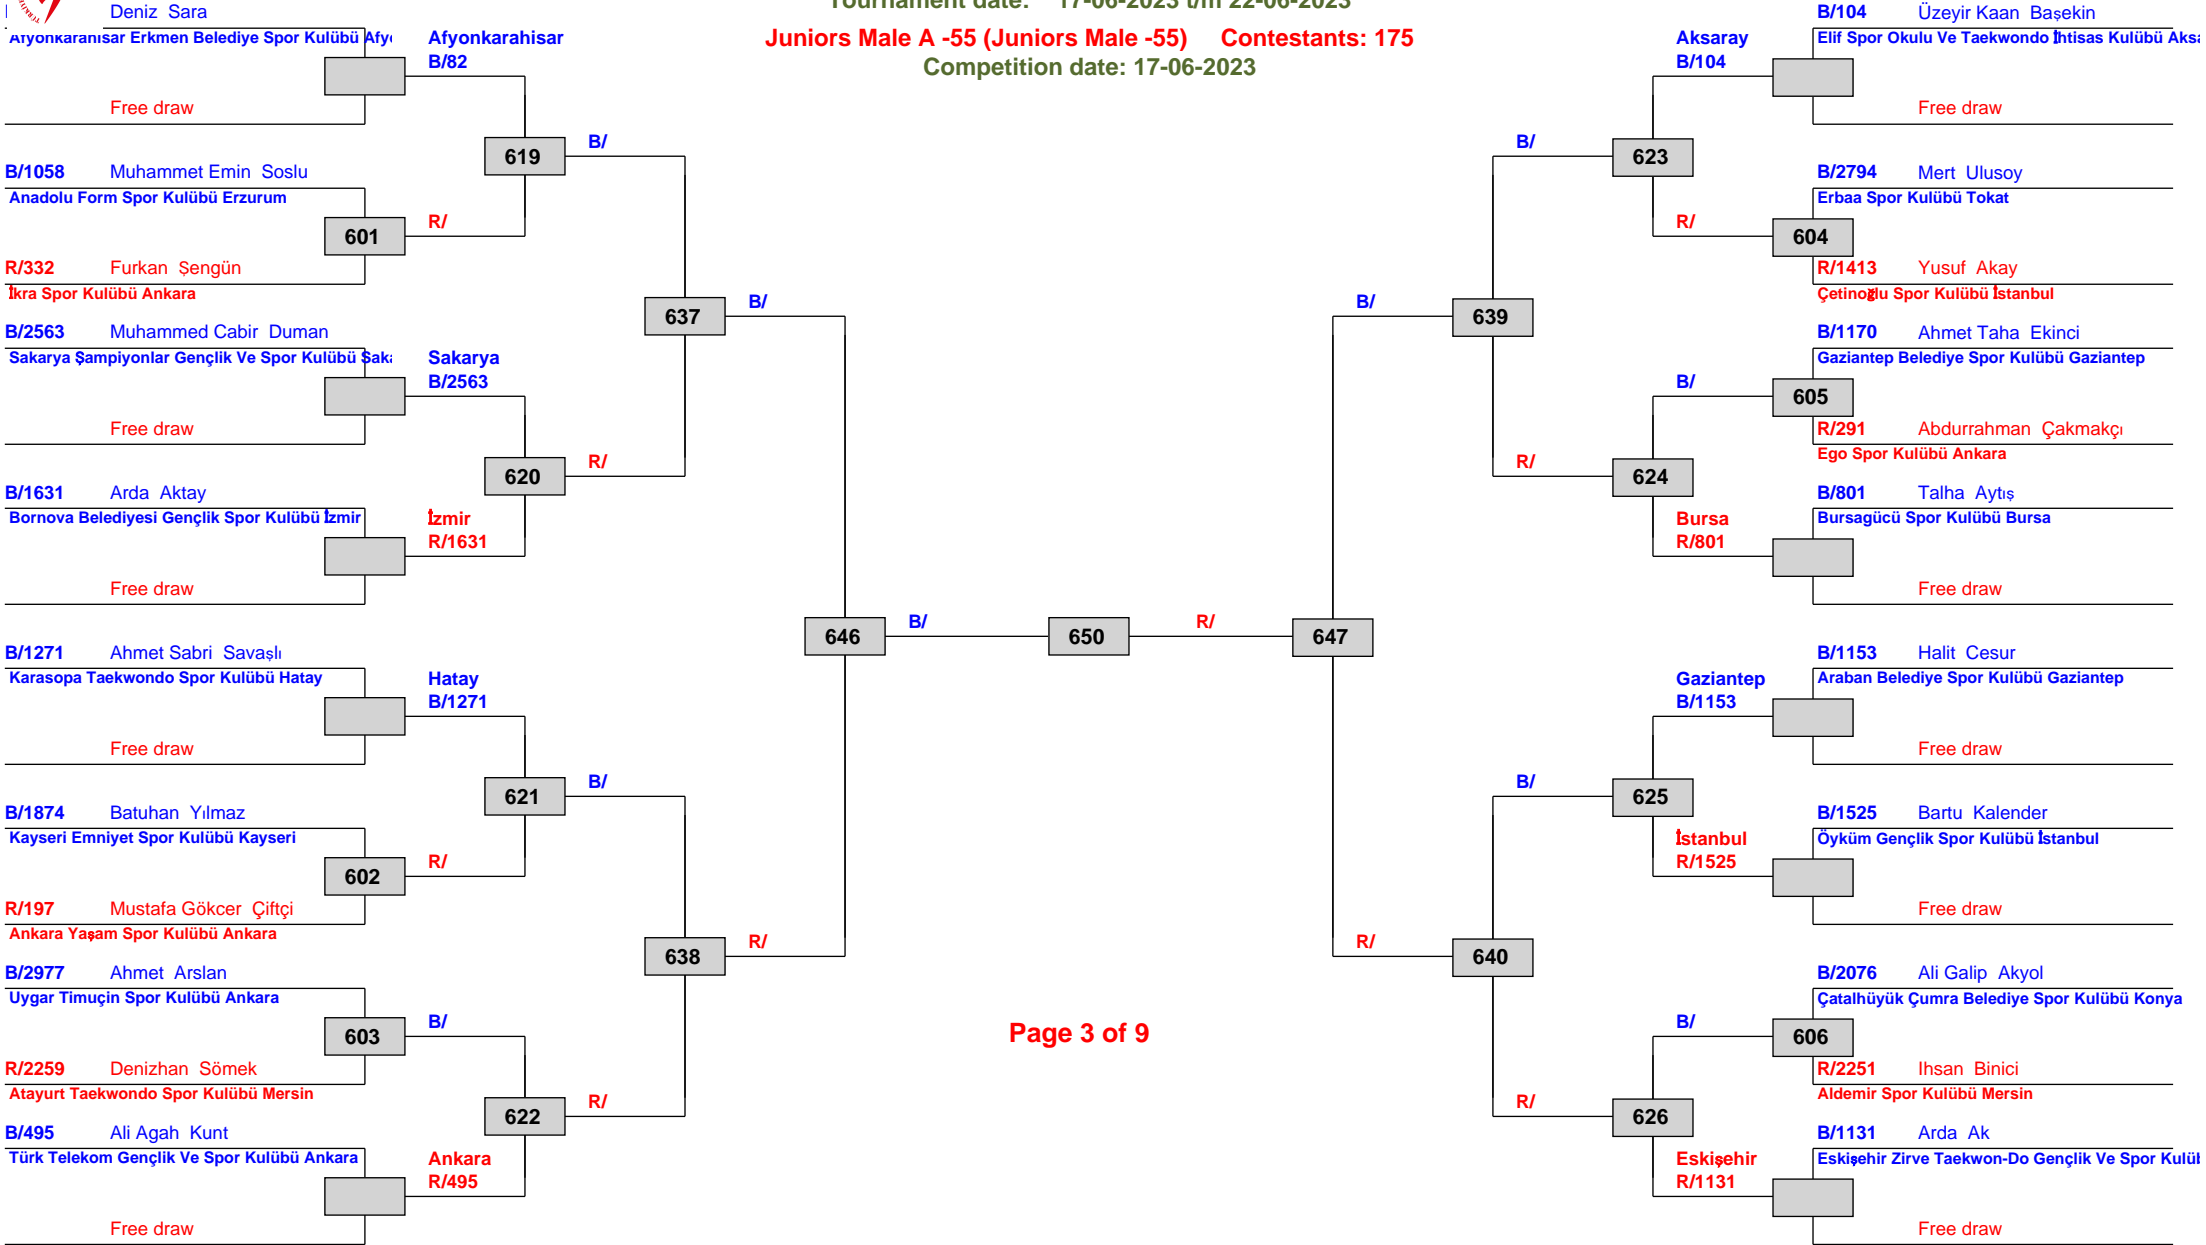 Deniz Sara
Afyonkarahisar Erkmen Belediye Spor Kulübü
Free draw
B/1058 Muhammet Emin Soslu
Anadolu Form Spor Kulübü Erzurum
R/332 Furkan Şengün
İkra Spor Kulübü Ankara
B/2563 Muhammed Cabir Duman
Sakarya Şampiyonlar Gençlik Ve Spor Kulübü
Free draw
B/1631 Arda Aktay
Bornova Belediyesi Gençlik Spor Kulübü İzmir
Free draw
B/1271 Ahmet Sabri Savaşlı
Karasopa Taekwondo Spor Kulübü Hatay
Free draw
B/1874 Batuhan Yılmaz
Kayseri Emniyet Spor Kulübü Kayseri
R/197 Mustafa Gökcer Çiftçi
Ankara Yaşam Spor Kulübü Ankara
B/2977 Ahmet Arslan
Uygar Timuçin Spor Kulübü Ankara
R/2259 Denizhan Sömek
Atayurt Taekwondo Spor Kulübü Mersin
B/495 Ali Agah Kunt
Türk Telekom Gençlik Ve Spor Kulübü Ankara
Free draw
601
602
603
Afyonkarahisar
B/82
R/
Sakarya
B/2563
İzmir
R/1631
Hatay
B/1271
R/
B/
Ankara
R/495
619
620
621
622
B/
R/
B/
R/
637
638
B/
R/
646
B/
Tournament date: 17-06-2023 t/m 22-06-2023
Juniors Male A -55 (Juniors Male -55) Contestants: 175
Competition date: 17-06-2023
650
Page 3 of 9
R/
647
B/
R/
639
640
B/
R/
B/
R/
623
624
625
626
Aksaray
B/104
R/
B/
Bursa
R/801
Gaziantep
B/1153
İstanbul
R/1525
B/
Eskişehir
R/1131
604
605
606
B/104 Üzeyir Kaan Başekin
Elif Spor Okulu Ve Taekwondo İhtisas Kulübü
Free draw
B/2794 Mert Ulusoy
Erbaa Spor Kulübü Tokat
R/1413 Yusuf Akay
Çetinoğlu Spor Kulübü İstanbul
B/1170 Ahmet Taha Ekinci
Gaziantep Belediye Spor Kulübü Gaziantep
R/291 Abdurrahman Çakmakçı
Ego Spor Kulübü Ankara
B/801 Talha Aytış
Bursagücü Spor Kulübü Bursa
Free draw
B/1153 Halit Cesur
Araban Belediye Spor Kulübü Gaziantep
Free draw
B/1525 Bartu Kalender
Öyküm Gençlik Spor Kulübü İstanbul
Free draw
B/2076 Ali Galip Akyol
Çatalhüyük Çumra Belediye Spor Kulübü Konya
R/2251 Ihsan Binici
Aldemir Spor Kulübü Mersin
B/1131 Arda Ak
Eskişehir Zirve Taekwon-Do Gençlik Ve Spor
Free draw